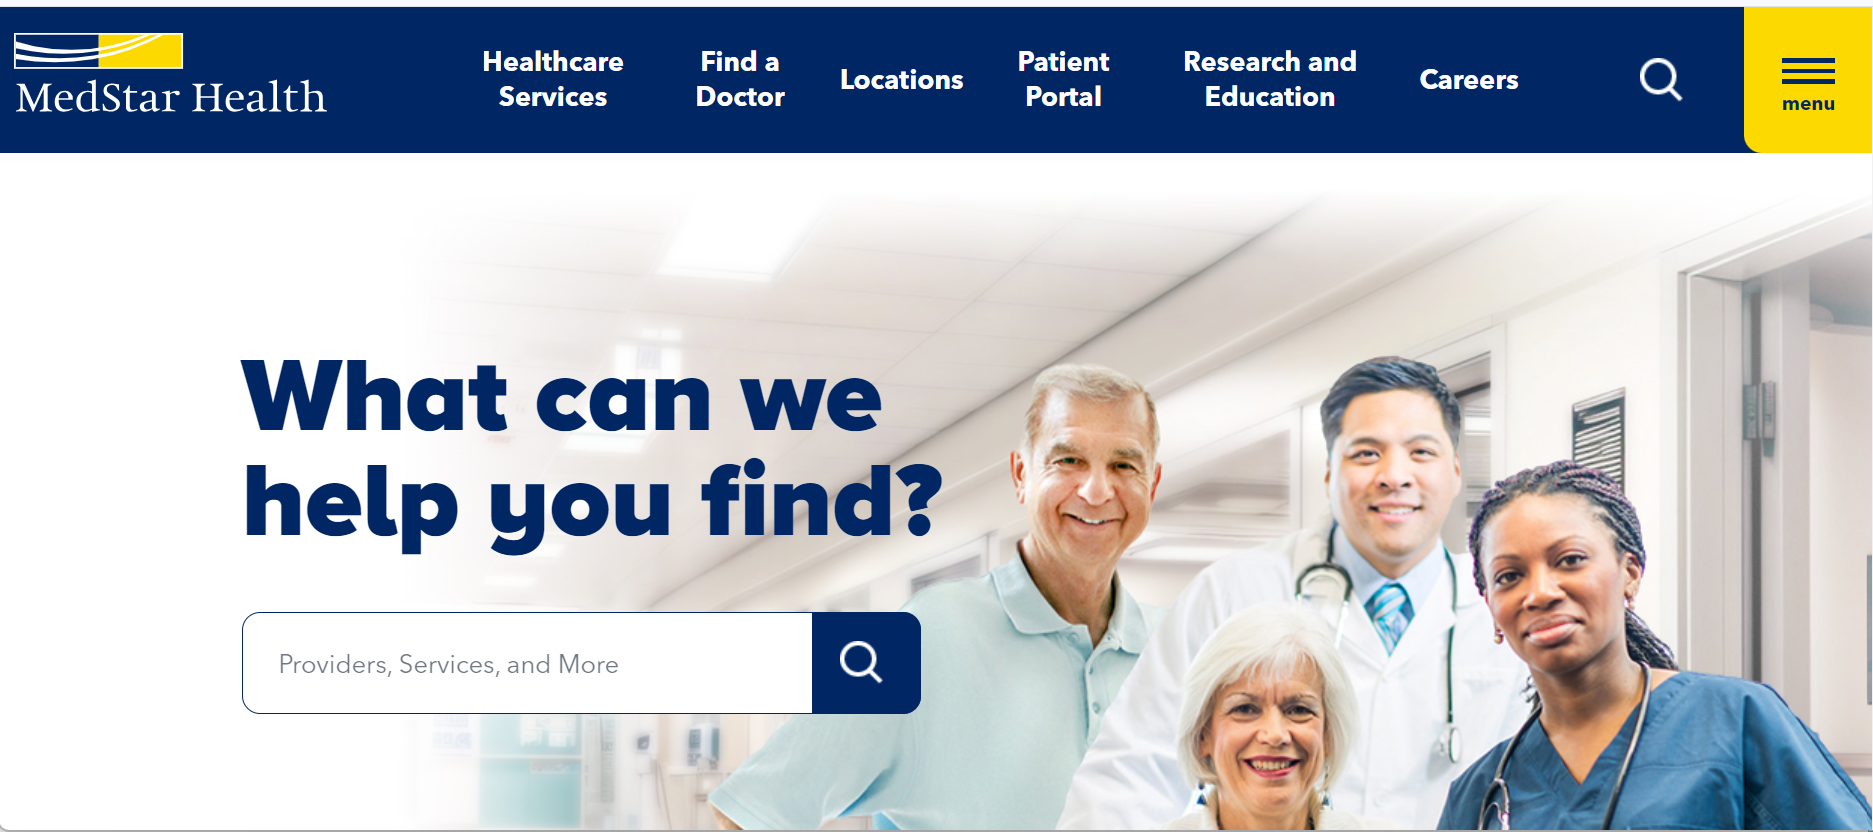 MedStar Health
Healthcare
Services
Find a
Doctor
Locations
Patient
Portal
Research and
Education
Careers
menu
What can we
help you find?
Providers, Services, and More